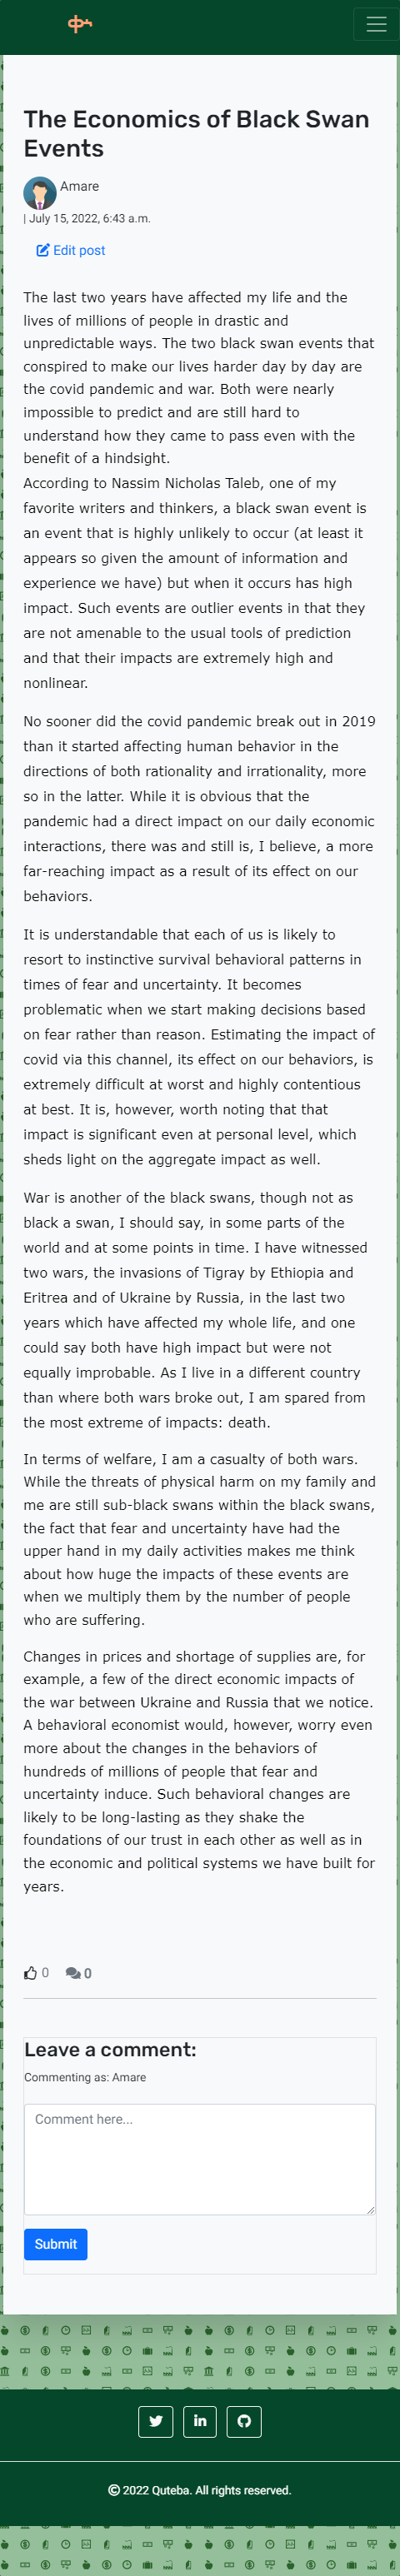 The Economics of Black Swan
Events
Amare
| July 15, 2022, 6:43 a.m.
Edit post
The last two years have affected my life and the
lives of millions of people in drastic and
unpredictable ways. The two black swan events that
conspired to make our lives harder day by day are
the covid pandemic and war. Both were nearly
impossible to predict and are still hard to
understand how they came to pass even with the
benefit of a hindsight.
According to Nassim Nicholas Taleb, one of my
favorite writers and thinkers, a black swan event is
an event that is highly unlikely to occur (at least it
appears so given the amount of information and
experience we have) but when it occurs has high
impact. Such events are outlier events in that they
are not amenable to the usual tools of prediction
and that their impacts are extremely high and
nonlinear.
No sooner did the covid pandemic break out in 2019
than it started affecting human behavior in the
directions of both rationality and irrationality, more
so in the latter. While it is obvious that the
pandemic had a direct impact on our daily economic
interactions, there was and still is, I believe, a more
far-reaching impact as a result of its effect on our
behaviors.
It is understandable that each of us is likely to
resort to instinctive survival behavioral patterns in
times of fear and uncertainty. It becomes
problematic when we start making decisions based
on fear rather than reason. Estimating the impact of
covid via this channel, its effect on our behaviors, is
extremely difficult at worst and highly contentious
at best. It is, however, worth noting that that
impact is significant even at personal level, which
sheds light on the aggregate impact as well.
War is another of the black swans, though not as
black a swan, I should say, in some parts of the
world and at some points in time. I have witnessed
two wars, the invasions of Tigray by Ethiopia and
Eritrea and of Ukraine by Russia, in the last two
years which have affected my whole life, and one
could say both have high impact but were not
equally improbable. As I live in a different country
than where both wars broke out, I am spared from
the most extreme of impacts: death.
In terms of welfare, I am a casualty of both wars.
While the threats of physical harm on my family and
me are still sub-black swans within the black swans,
the fact that fear and uncertainty have had the
upper hand in my daily activities makes me think
about how huge the impacts of these events are
when we multiply them by the number of people
who are suffering.
Changes in prices and shortage of supplies are, for
example, a few of the direct economic impacts of
the war between Ukraine and Russia that we notice.
A behavioral economist would, however, worry even
more about the changes in the behaviors of
hundreds of millions of people that fear and
uncertainty induce. Such behavioral changes are
likely to be long-lasting as they shake the
foundations of our trust in each other as well as in
the economic and political systems we have built for
years.
0 0
Leave a comment:
Commenting as: Amare
Comment here...
Submit
© 2022 Quteba. All rights reserved.